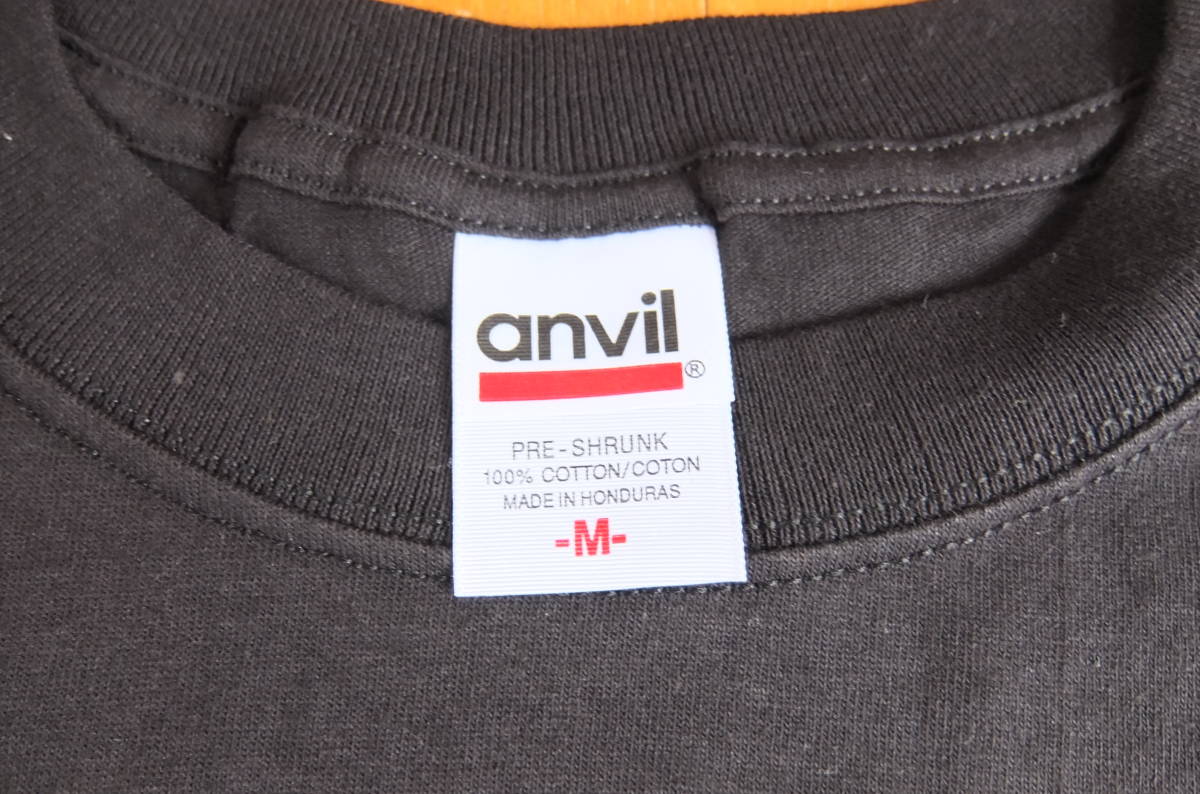 anvil
®
PRE-SHRUNK
100% COTTON/COTON
MADE IN HONDURAS
-M-